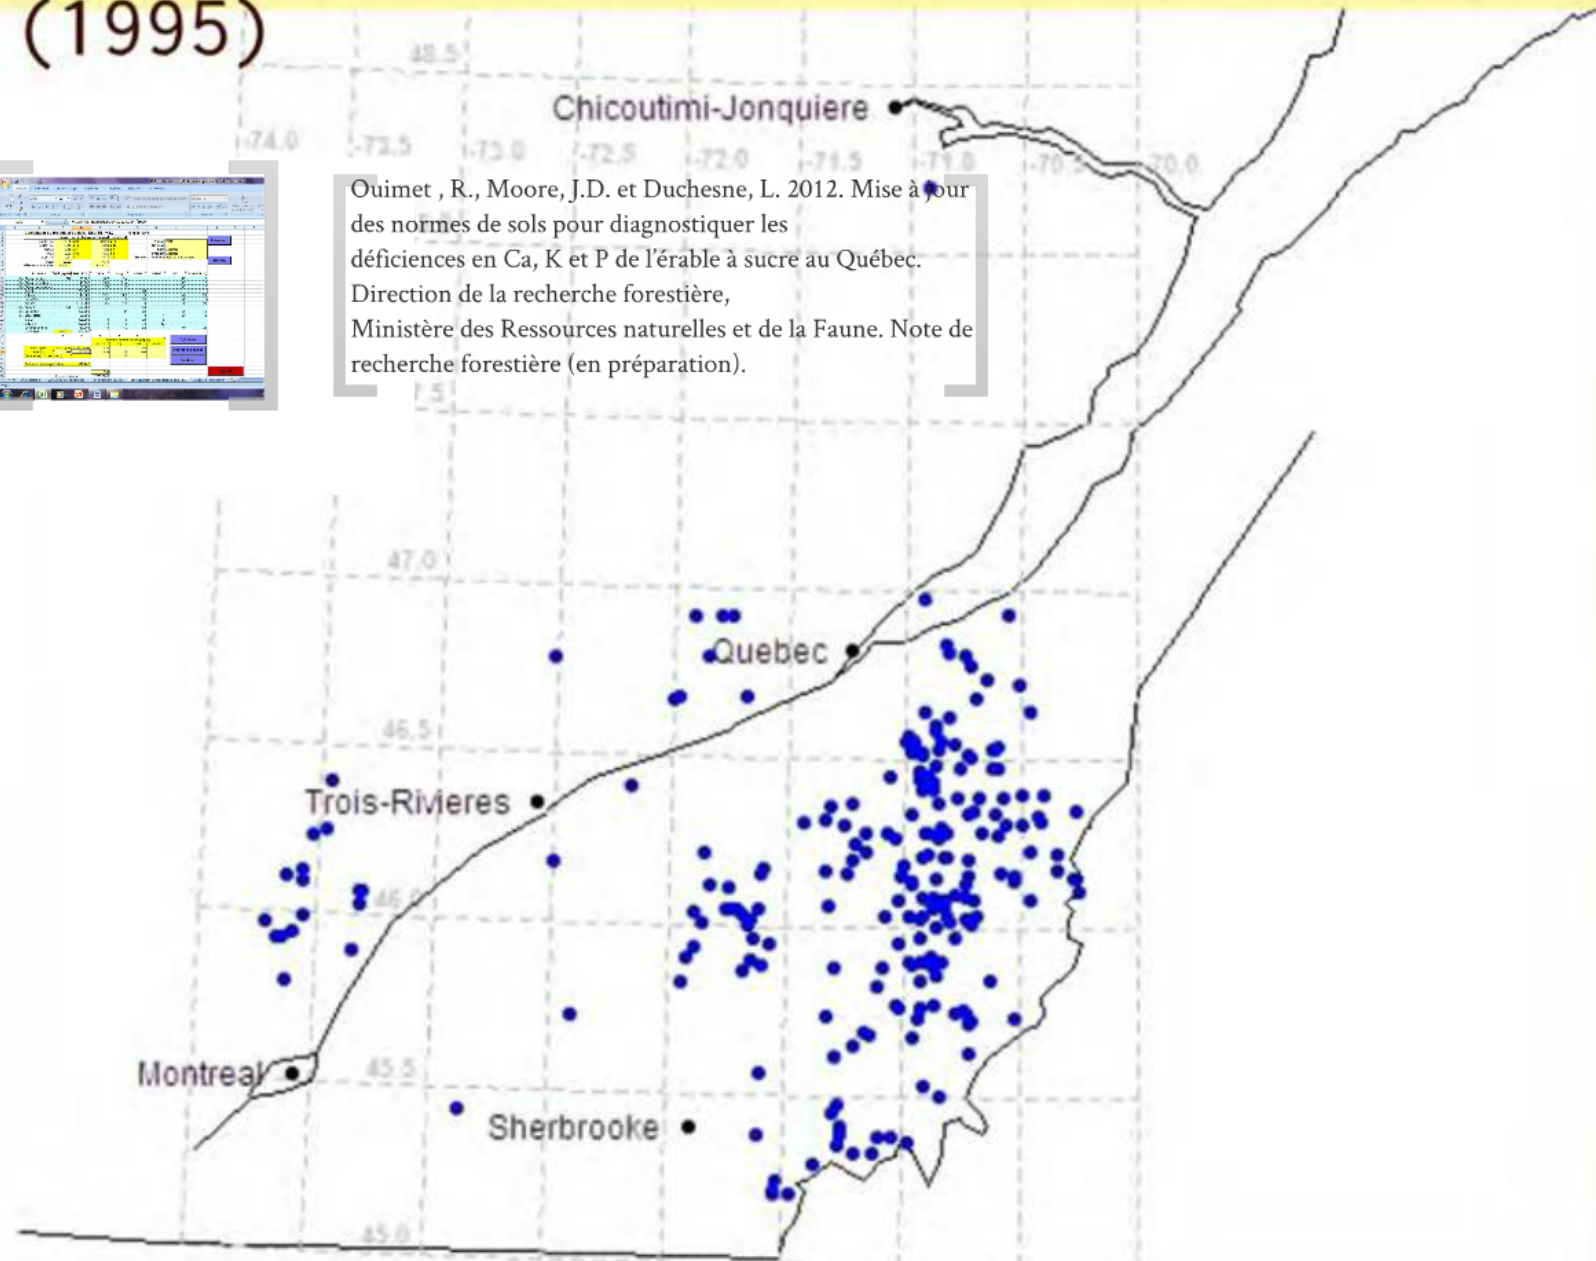 (1995)
48.5
Chicoutimi-Jonquiere
-74.0 -73.5 -73.0 -72.5 -72.0 -71.5 -71.0 -70.5 -70.0
Ouimet , R., Moore, J.D. et Duchesne, L. 2012. Mise à jour
des normes de sols pour diagnostiquer les
déficiences en Ca, K et P de l'érable à sucre au Québec.
Direction de la recherche forestière,
Ministère des Ressources naturelles et de la Faune. Note de
recherche forestière (en préparation).
47.0
Quebec
46.5
Trois-Rivieres
46.0
Montreal
45.5
Sherbrooke
45.0